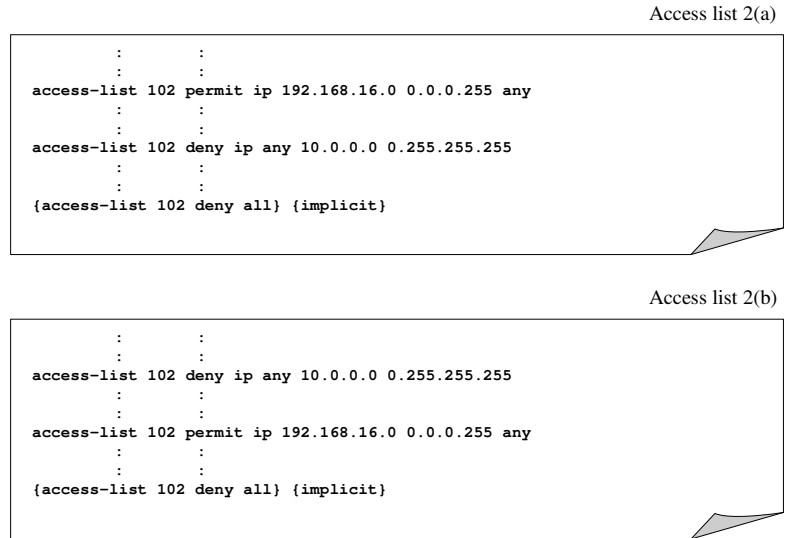 Access list 2(a)
: :
: :
access-list 102 permit ip 192.168.16.0 0.0.0.255 any
: :
: :
access-list 102 deny ip any 10.0.0.0 0.255.255.255
: :
: :
{access-list 102 deny all} {implicit}
Access list 2(b)
: :
: :
access-list 102 deny ip any 10.0.0.0 0.255.255.255
: :
: :
access-list 102 permit ip 192.168.16.0 0.0.0.255 any
: :
: :
{access-list 102 deny all} {implicit}